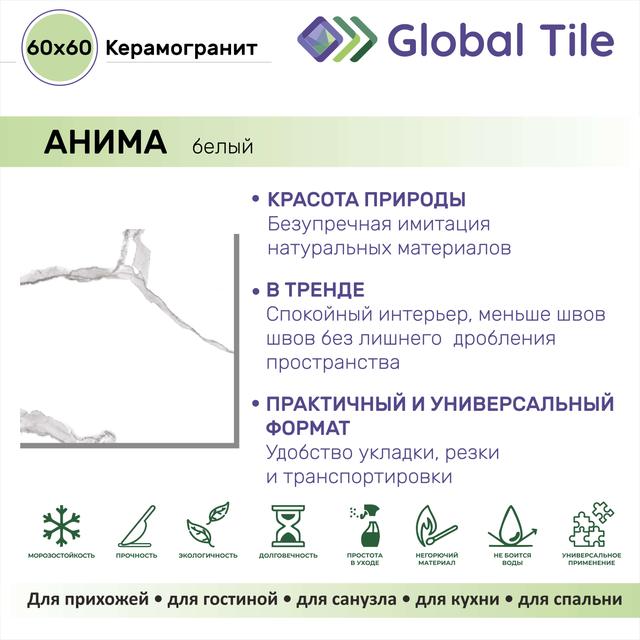 60x60 Керамогранит
Global Tile
АНИМА белый
• КРАСОТА ПРИРОДЫ
Безупречная имитация
натуральных материалов
• В ТРЕНДЕ
Спокойный интерьер, меньше швов
швов без лишнего дробления
пространства
• ПРАКТИЧНЫЙ И УНИВЕРСАЛЬНЫЙ
ФОРМАТ
Удобство укладки, резки
и транспортировки
МОРОЗОСТОЙКОСТЬ
ПРОЧНОСТЬ
ЭКОЛОГИЧНОСТЬ
ДОЛГОВЕЧНОСТЬ
ПРОСТОТА
В УХОДЕ
НЕГОРЮЧИЙ
МАТЕРИАЛ
НЕ БОИТСЯ
ВОДЫ
УНИВЕРСАЛЬНОЕ
ПРИМЕНЕНИЕ
Для прихожей • для гостиной • для санузла • для кухни • для спальни